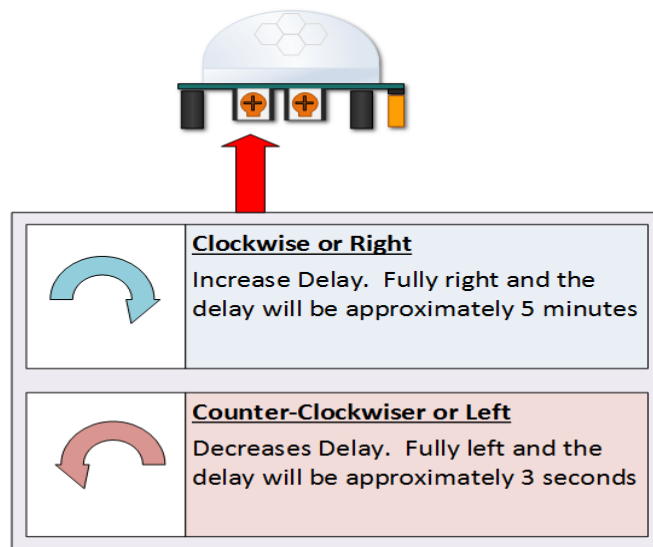 Clockwise or Right
Increase Delay.  Fully right and the
delay will be approximately 5 minutes
Counter-Clockwiser or Left
Decreases Delay.  Fully left and the
delay will be approximately 3 seconds